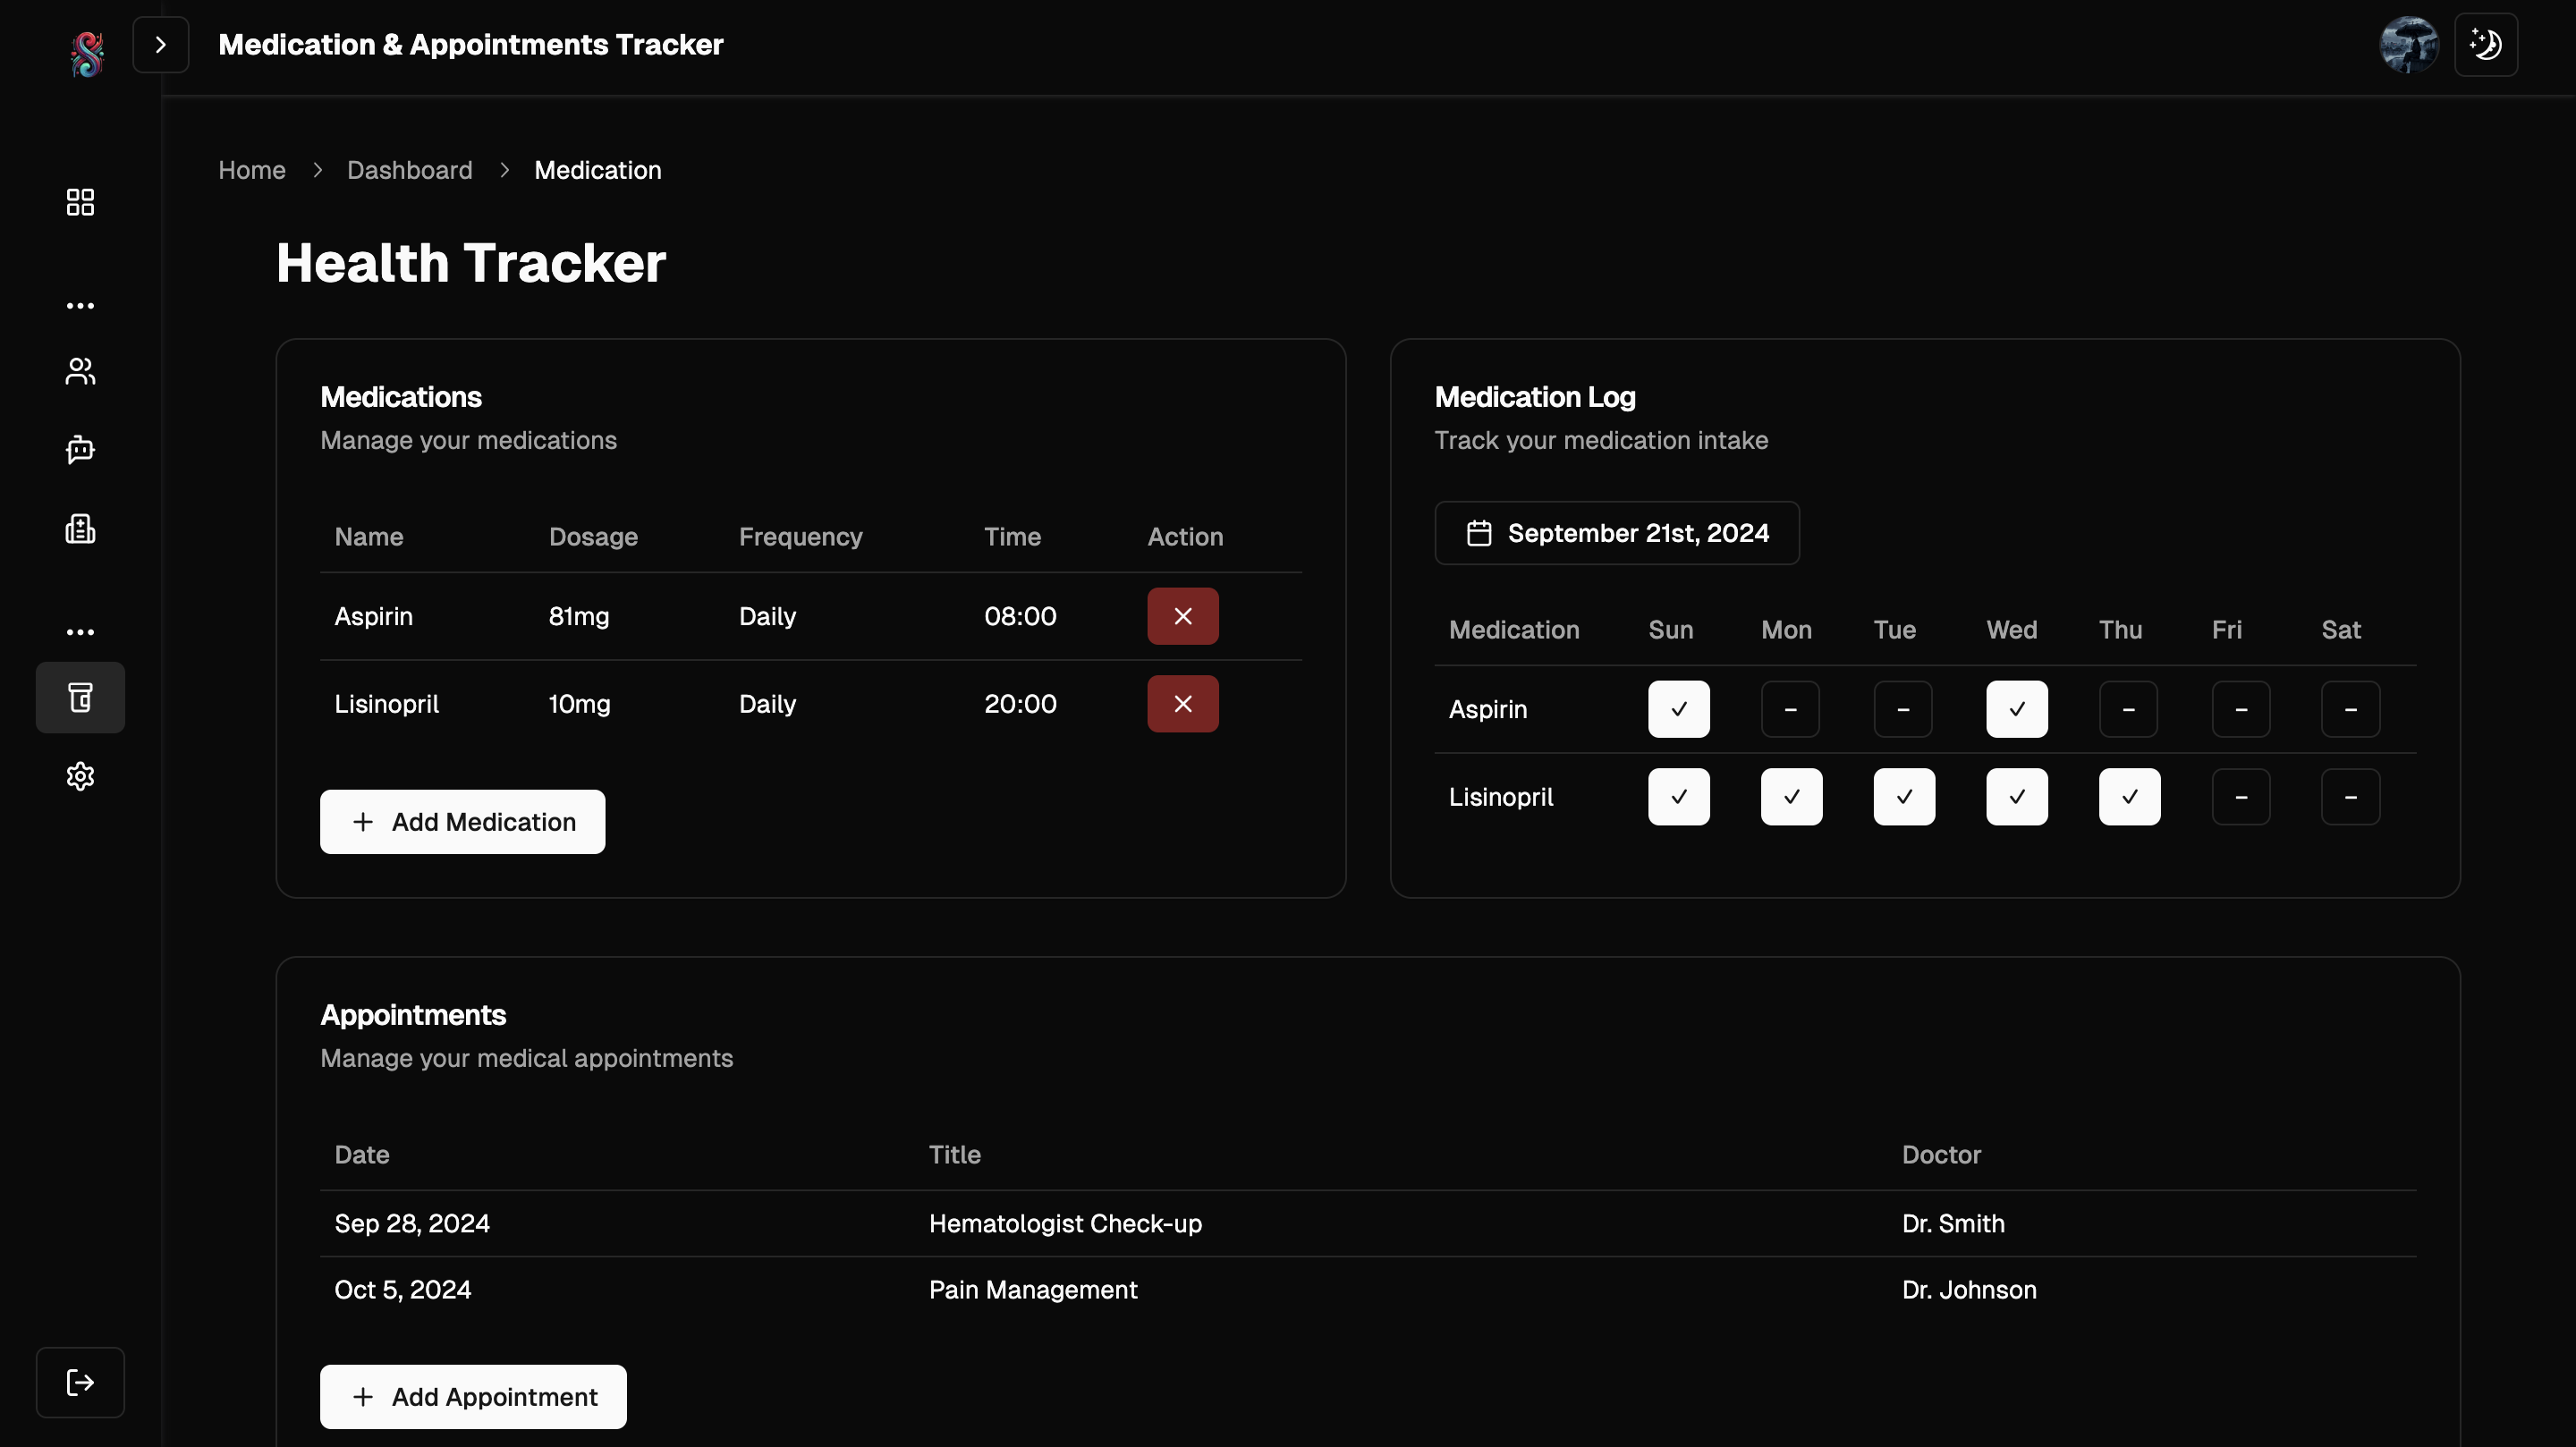 Medication & Appointments Tracker
Home > Dashboard > Medication
Health Tracker
Medications
Manage your medications
Name Dosage Frequency Time Action
Aspirin 81mg Daily 08:00
Lisinopril 10mg Daily 20:00
+ Add Medication
Medication Log
Track your medication intake
September 21st, 2024
Medication Sun Mon Tue Wed Thu Fri Sat
Aspirin ✓ - - ✓ - - -
Lisinopril ✓ ✓ ✓ ✓ ✓ - -
Appointments
Manage your medical appointments
Date Title Doctor
Sep 28, 2024 Hematologist Check-up Dr. Smith
Oct 5, 2024 Pain Management Dr. Johnson
+ Add Appointment